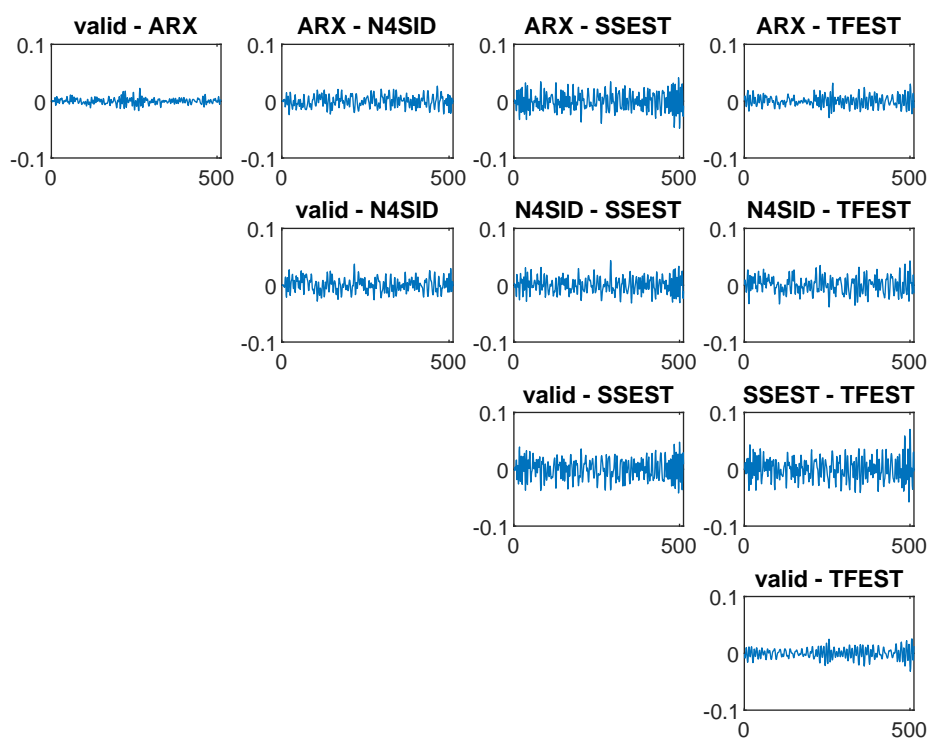 valid - ARX ARX - N4SID ARX - SSEST ARX - TFEST
0.1 0.1 0.1 0.1
0 0 0 0
-0.1 -0.1 -0.1 -0.1
0 500 0 500 0 500 0 500
valid - N4SID N4SID - SSEST N4SID - TFEST
0.1 0.1 0.1
0 0 0
-0.1 -0.1 -0.1
0 500 0 500 0 500
valid - SSEST SSEST - TFEST
0.1 0.1
0 0
-0.1 -0.1
0 500 0 500
valid - TFEST
0.1
0
-0.1
0 500